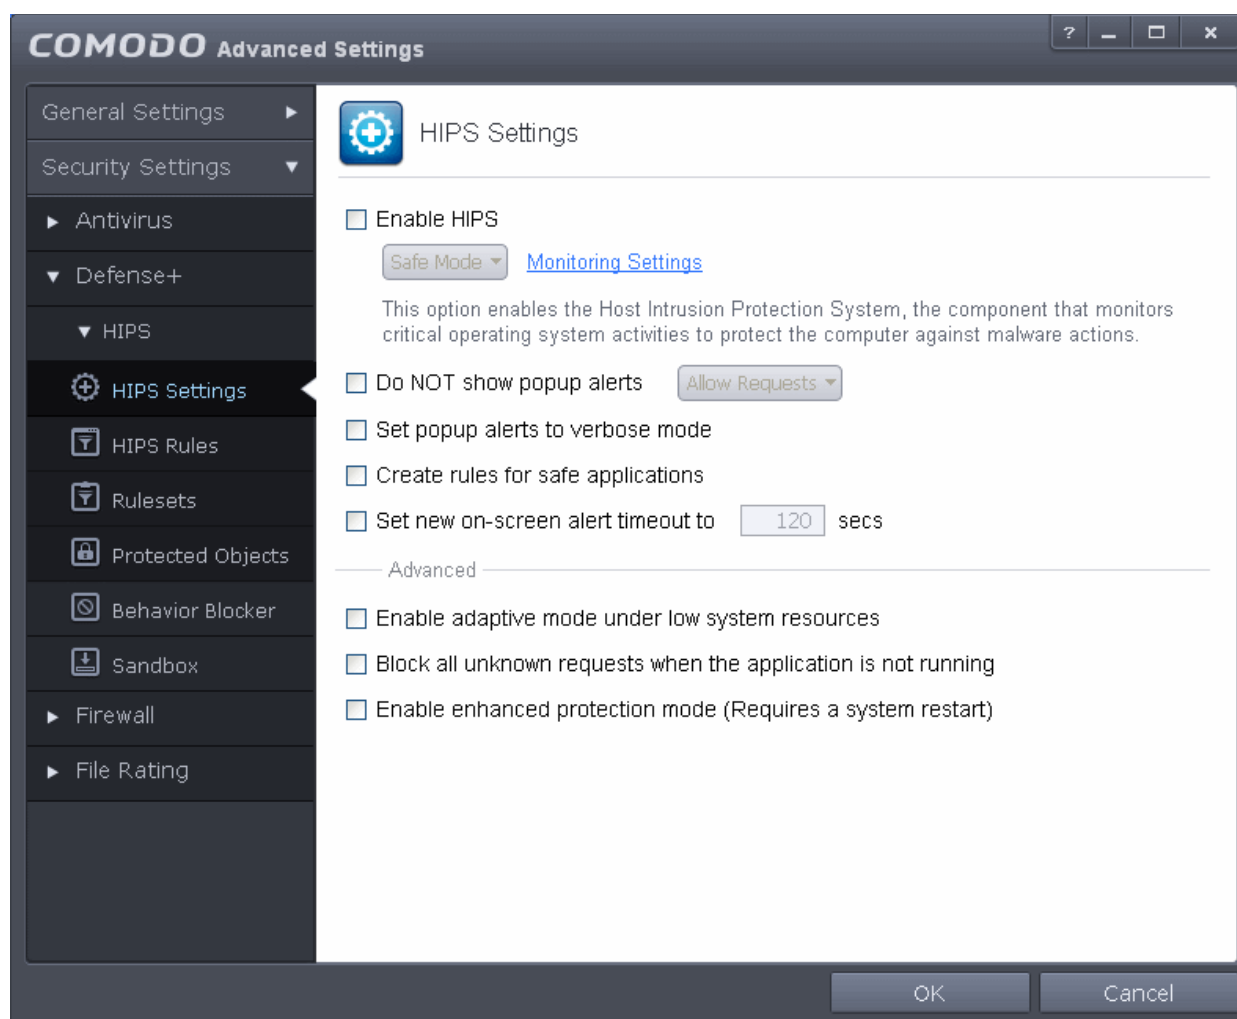 COMODO Advanced Settings
?
General Settings
Security Settings
Antivirus
Defense+
HIPS
HIPS Settings
HIPS Rules
Rulesets
Protected Objects
Behavior Blocker
Sandbox
Firewall
File Rating
HIPS Settings
Enable HIPS
Safe Mode Monitoring Settings
This option enables the Host Intrusion Protection System, the component that monitors
critical operating system activities to protect the computer against malware actions.
Do NOT show popup alerts Allow Requests
Set popup alerts to verbose mode
Create rules for safe applications
Set new on-screen alert timeout to 120 secs
Advanced
Enable adaptive mode under low system resources
Block all unknown requests when the application is not running
Enable enhanced protection mode (Requires a system restart)
OK Cancel